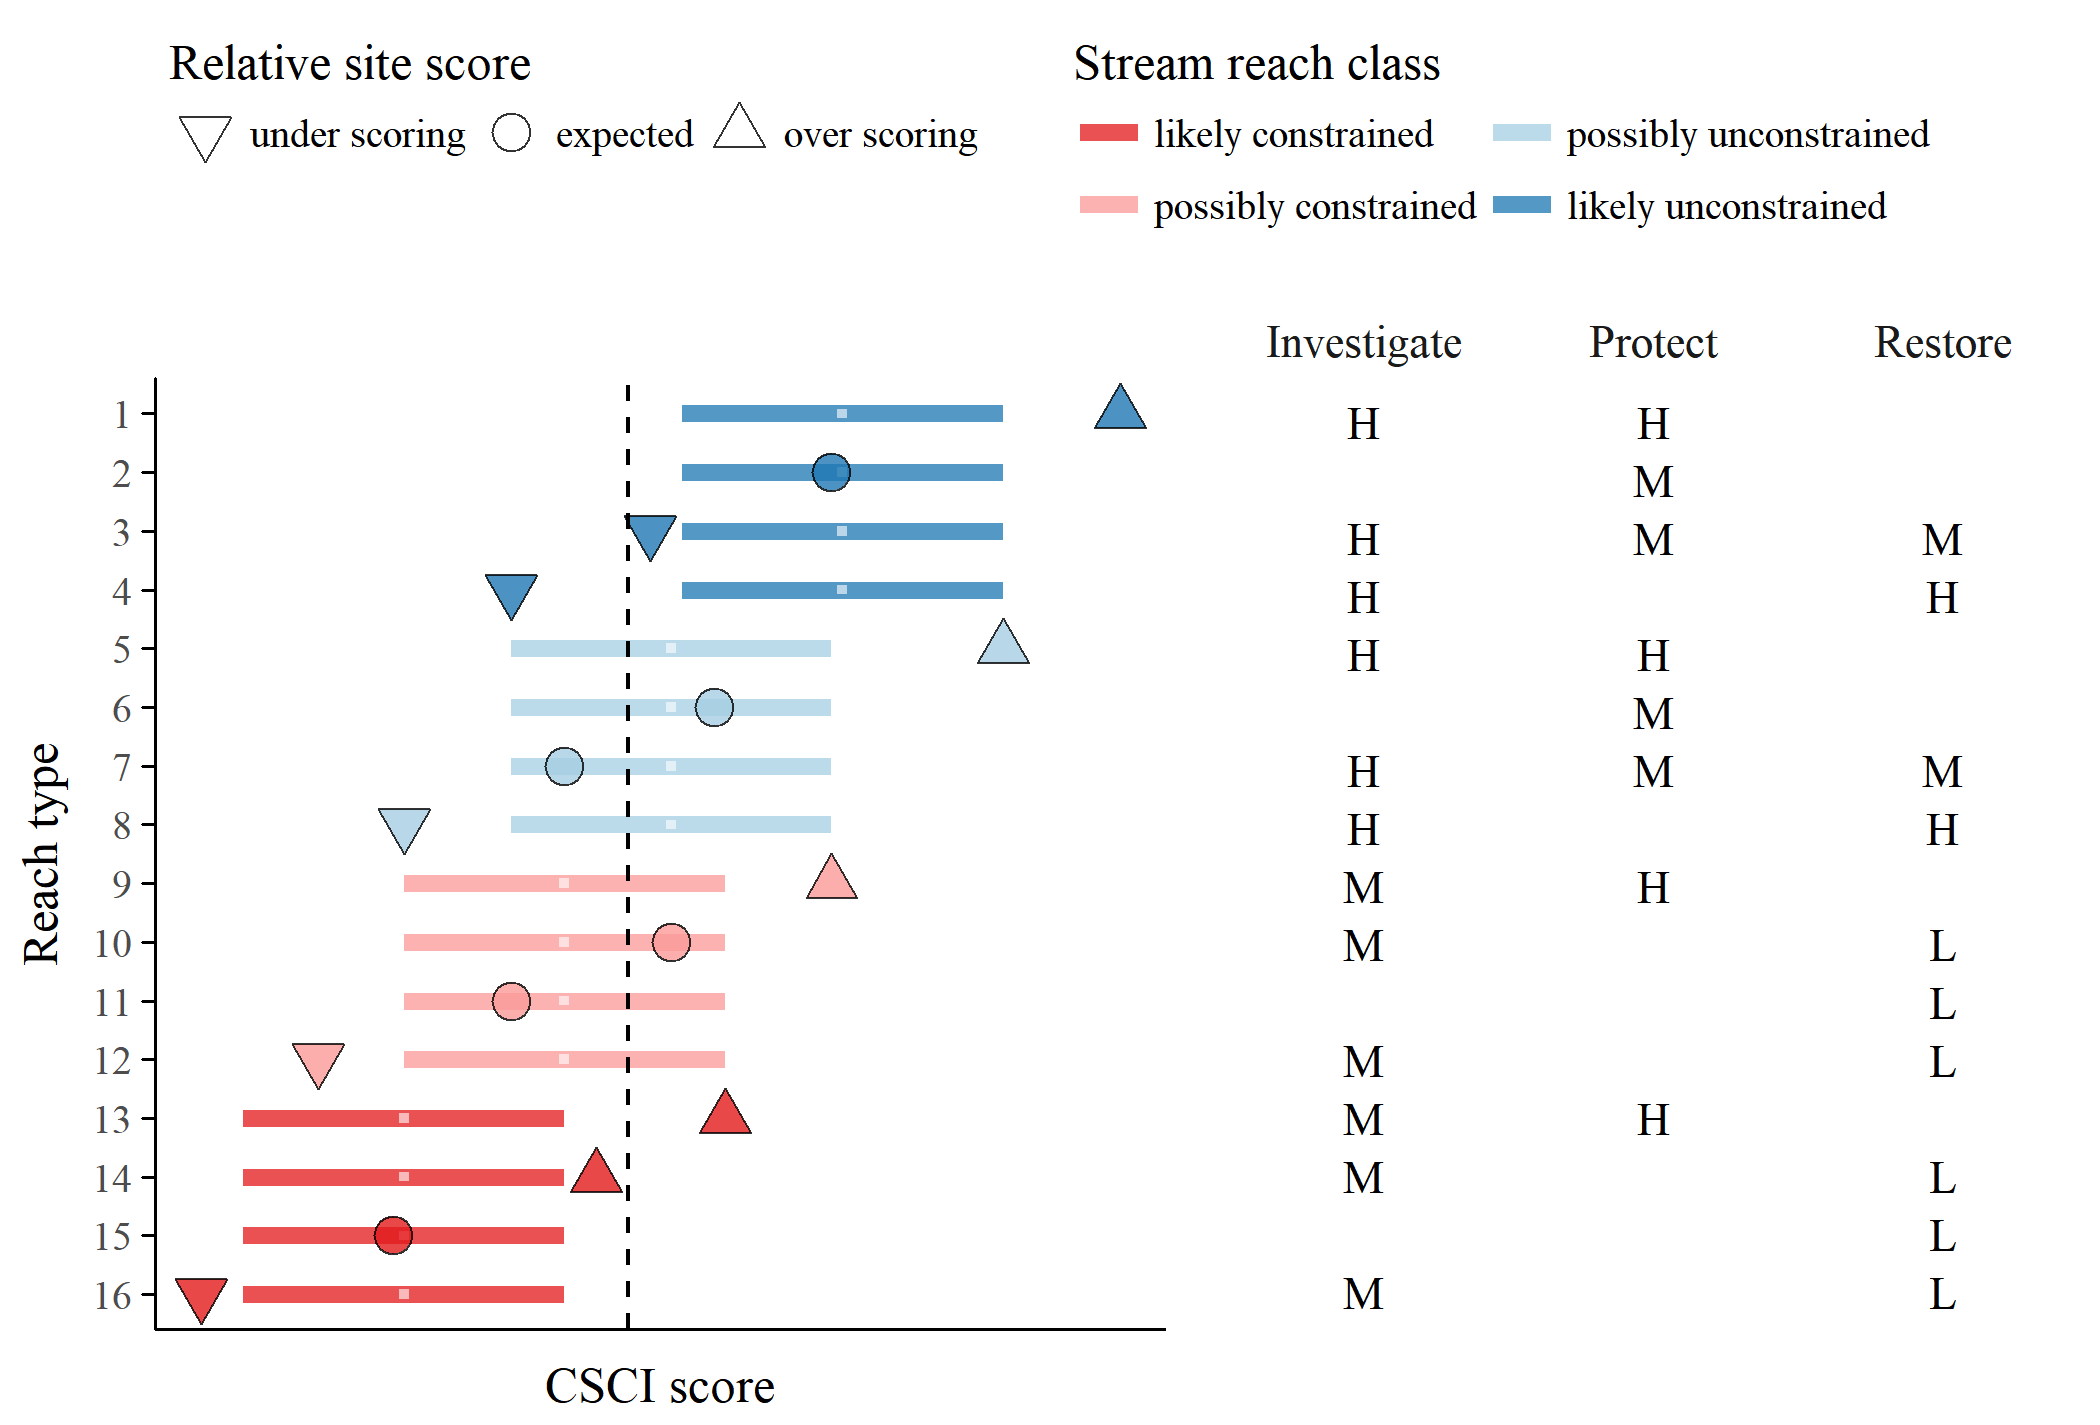 Relative site score
under scoring expected over scoring
Stream reach class
likely constrained possibly unconstrained
possibly constrained likely unconstrained
Investigate Protect Restore
1 H H
2 M
3 H M M
4 H H
5 H H
6 M
7 H M M
8 H H
9 M H
10 M L
11 L
12 M L
13 M H
14 M L
15 L
16 M L
Reach type
CSCI score